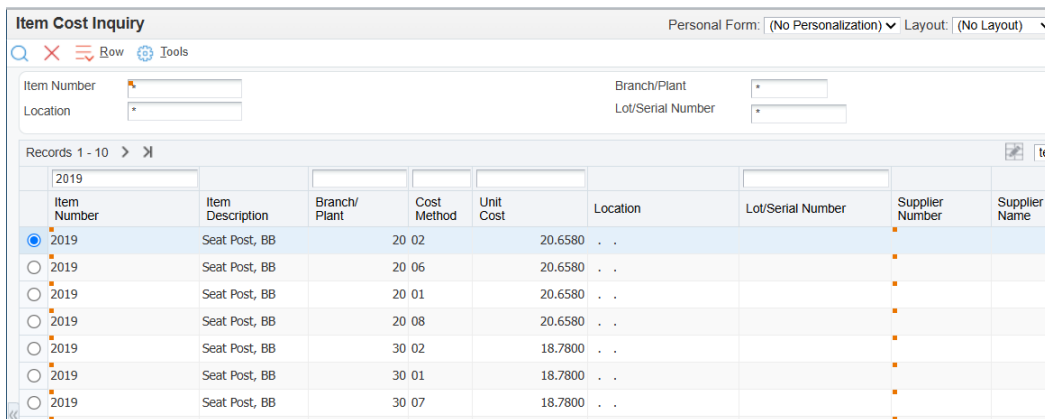 Item Cost Inquiry Personal Form: (No Personalization) Layout: (No Layout)
Row Tools
Item Number * Branch/Plant *
Location * Lot/Serial Number *
Records 1 - 10
2019
Item Number Item Description Branch/ Plant Cost Method Unit Cost Location Lot/Serial Number Supplier Number Supplier Name
2019 Seat Post, BB 20 02 20.6580 . .
2019 Seat Post, BB 20 06 20.6580 . .
2019 Seat Post, BB 20 01 20.6580 . .
2019 Seat Post, BB 20 08 20.6580 . .
2019 Seat Post, BB 30 02 18.7800 . .
2019 Seat Post, BB 30 01 18.7800 . .
2019 Seat Post, BB 30 07 18.7800 . .